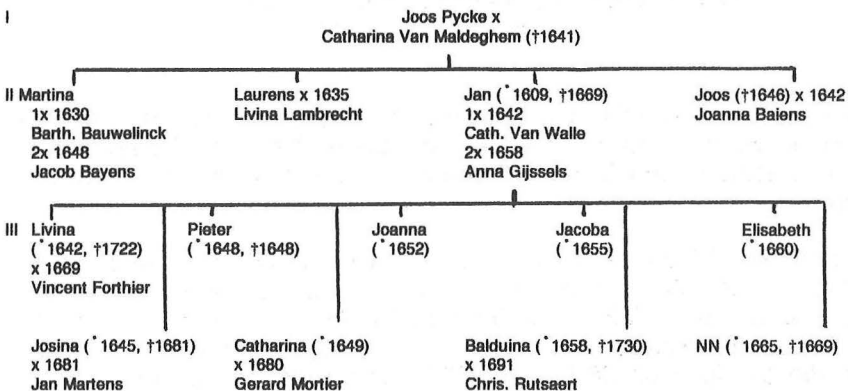 I
Joos Pycke x
Catharina Van Maldeghem (†1641)
II Martina
1x 1630
Barth. Bauwelinck
2x 1648
Jacob Bayens
Laurens x 1635
Livina Lambrecht
Jan (˚1609, †1669)
1x 1642
Cath. Van Walle
2x 1658
Anna Gijssels
Joos (†1646) x 1642
Joanna Baiens
III Livina
(˚1642, †1722)
x 1669
Vincent Forthier
Pieter
(˚1648, †1648)
Joanna
(˚1652)
Jacoba
(˚1655)
Elisabeth
(˚1660)
Josina (˚1645, †1681)
x 1681
Jan Martens
Catharina (˚1649)
x 1680
Gerard Mortier
Balduina (˚1658, †1730)
x 1691
Chris. Rutsaert
NN (˚1665, †1669)